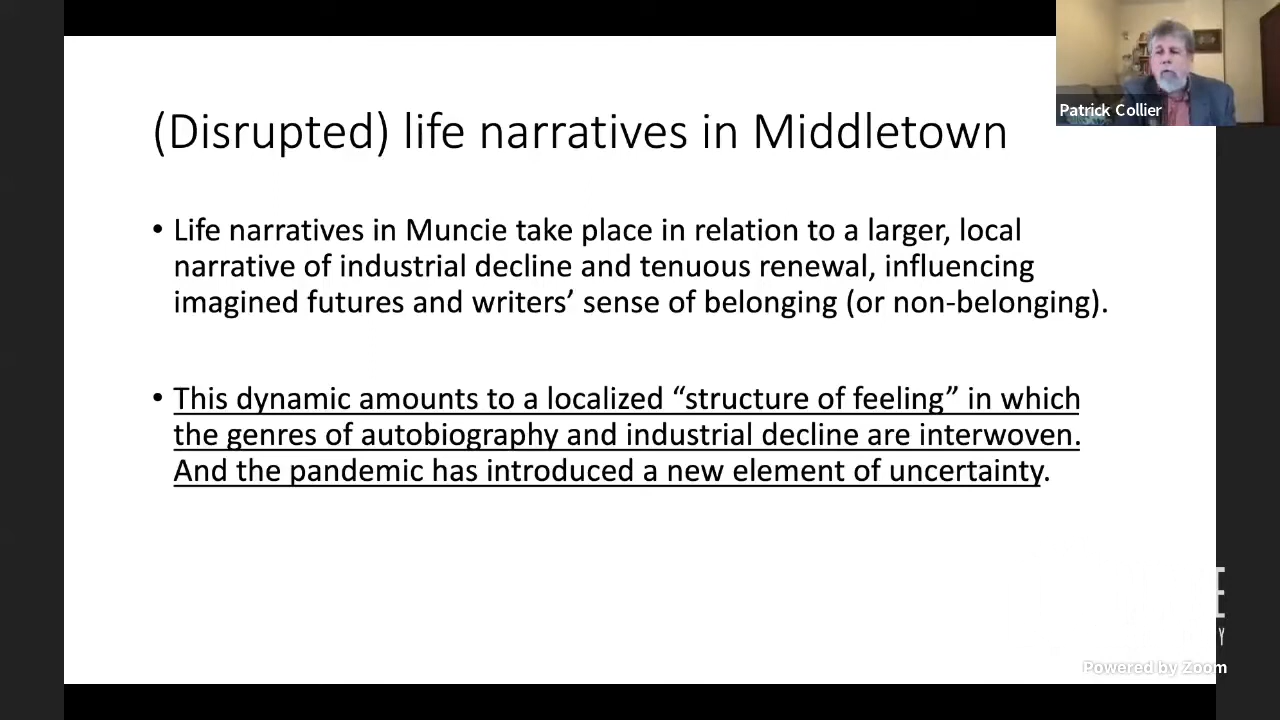 Patrick Collier
(Disrupted) life narratives in Middletown
• Life narratives in Muncie take place in relation to a larger, local
narrative of industrial decline and tenuous renewal, influencing
imagined futures and writers’ sense of belonging (or non-belonging).
• This dynamic amounts to a localized “structure of feeling” in which
the genres of autobiography and industrial decline are interwoven.
And the pandemic has introduced a new element of uncertainty.
E
Y
Powered by Zoom